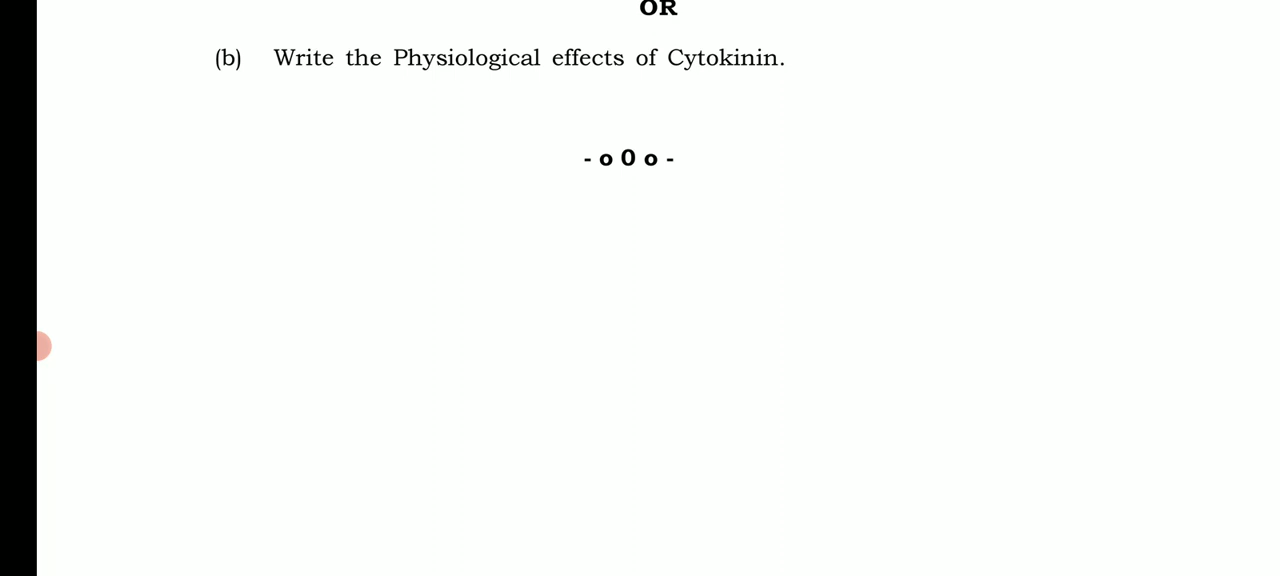 OR
(b) Write the Physiological effects of Cytokinin.
- o 0 o -